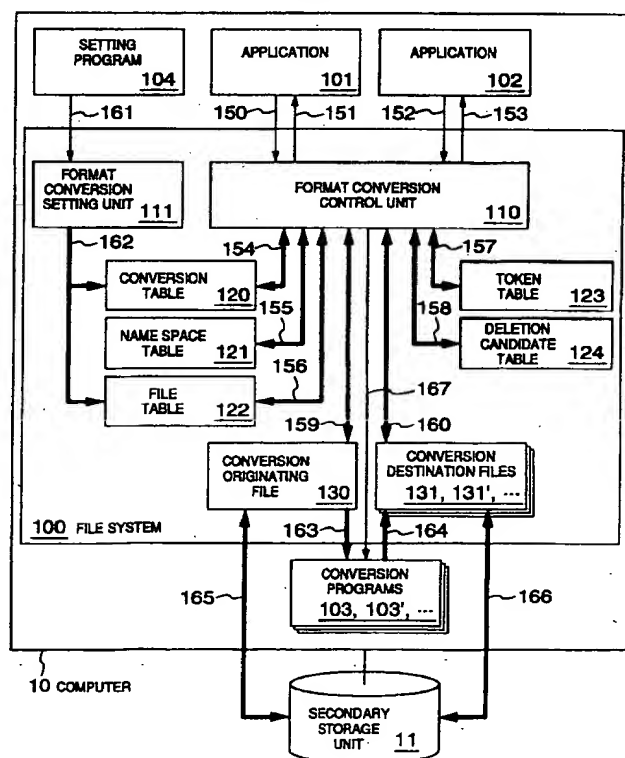 SETTING
PROGRAM
104
APPLICATION
101
APPLICATION
102
161
150
151
152
153
FORMAT
CONVERSION
SETTING UNIT
111
FORMAT CONVERSION
CONTROL UNIT
110
162
154
157
CONVERSION
TABLE
120
TOKEN
TABLE
123
155
158
NAME SPACE
TABLE
121
DELETION
CANDIDATE
TABLE
124
156
FILE
TABLE
122
167
159
160
CONVERSION
ORIGINATING
FILE
130
CONVERSION
DESTINATION FILES
131, 131', ...
100 FILE SYSTEM
163
164
165
CONVERSION
PROGRAMS
103, 103', ...
166
10 COMPUTER
SECONDARY
STORAGE
UNIT
11